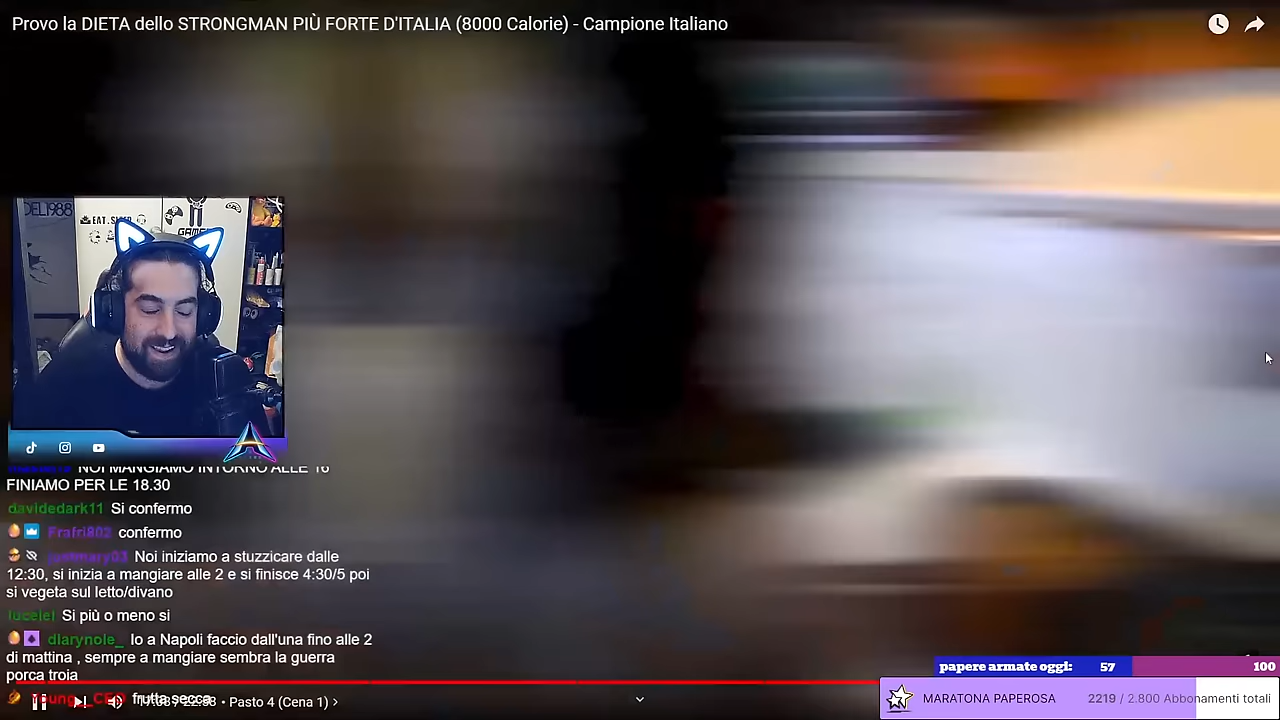 Provo la DIETA dello STRONGMAN PIÙ FORTE D'ITALIA (8000 Calorie) - Campione Italiano
DEL1988
EAT.SLEEP
GAME
NOI MANGIAMO INTORNO ALLE 16
FINIAMO PER LE 18.30
davidedark11 Si confermo
Frafri802 confermo
Noi iniziamo a stuzzicare dalle
12:30, si inizia a mangiare alle 2 e si finisce 4:30/5 poi
si vegeta sul letto/divano
Si più o meno si
diarynole_ Io a Napoli faccio dall'una fino alle 2
di mattina , sempre a mangiare sembra la guerra
porca troia
Young__CEO frutta secca
• Pasto 4 (Cena 1) >
papere armate oggi: 57 100
MARATONA PAPEROSA 2219 / 2.800 Abbonamenti totali